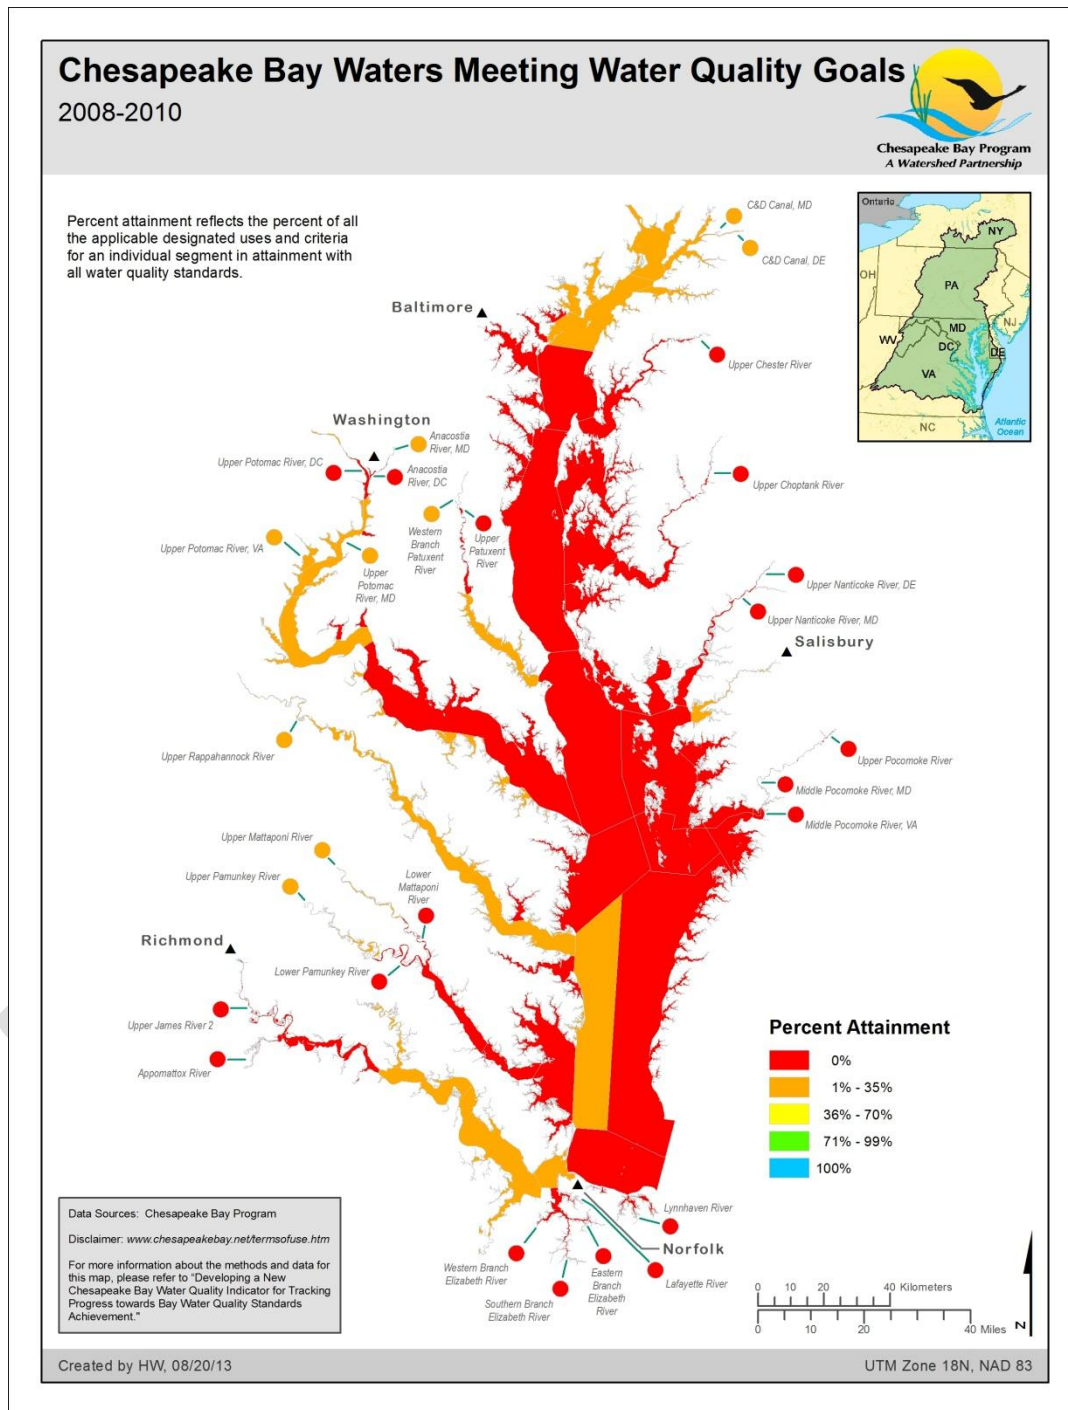 Chesapeake Bay Waters Meeting Water Quality Goals
2008-2010
Chesapeake Bay Program
A Watershed Partnership
Percent attainment reflects the percent of all
the applicable designated uses and criteria
for an individual segment in attainment with
all water quality standards.
C&D Canal, MD
C&D Canal, DE
Ontario
NY
OH
PA
NJ
MD
WV
DC
DE
VA
NC
Atlantic
Ocean
Baltimore
Upper Chester River
Washington
Anacostia
River, MD
Upper Potomac River, DC
Anacostia
River, DC
Upper Choptank River
Western
Branch
Patuxent
River
Upper
Patuxent
River
Upper Potomac River, VA
Upper
Potomac
River, MD
Upper Nanticoke River, DE
Upper Nanticoke River, MD
Salisbury
Upper Rappahannock River
Upper Pocomoke River
Middle Pocomoke River, MD
Middle Pocomoke River, VA
Upper Mattaponi River
Upper Pamunkey River
Lower
Mattaponi
River
Richmond
Lower Pamunkey River
Upper James River 2
Appomattox River
Percent Attainment
0%
1% - 35%
36% - 70%
71% - 99%
100%
Lynnhaven River
Norfolk
Lafayette River
Western Branch
Elizabeth River
Southern Branch
Elizabeth River
Eastern
Branch
Elizabeth
River
Data Sources: Chesapeake Bay Program
Disclaimer: www.chesapeakebay.net/termsofuse.htm
For more information about the methods and data for
this map, please refer to "Developing a New
Chesapeake Bay Water Quality Indicator for Tracking
Progress towards Bay Water Quality Standards
Achievement."
40 20 0 40 Kilometers
0 10 20 40 Miles
N
Created by HW, 08/20/13
UTM Zone 18N, NAD 83